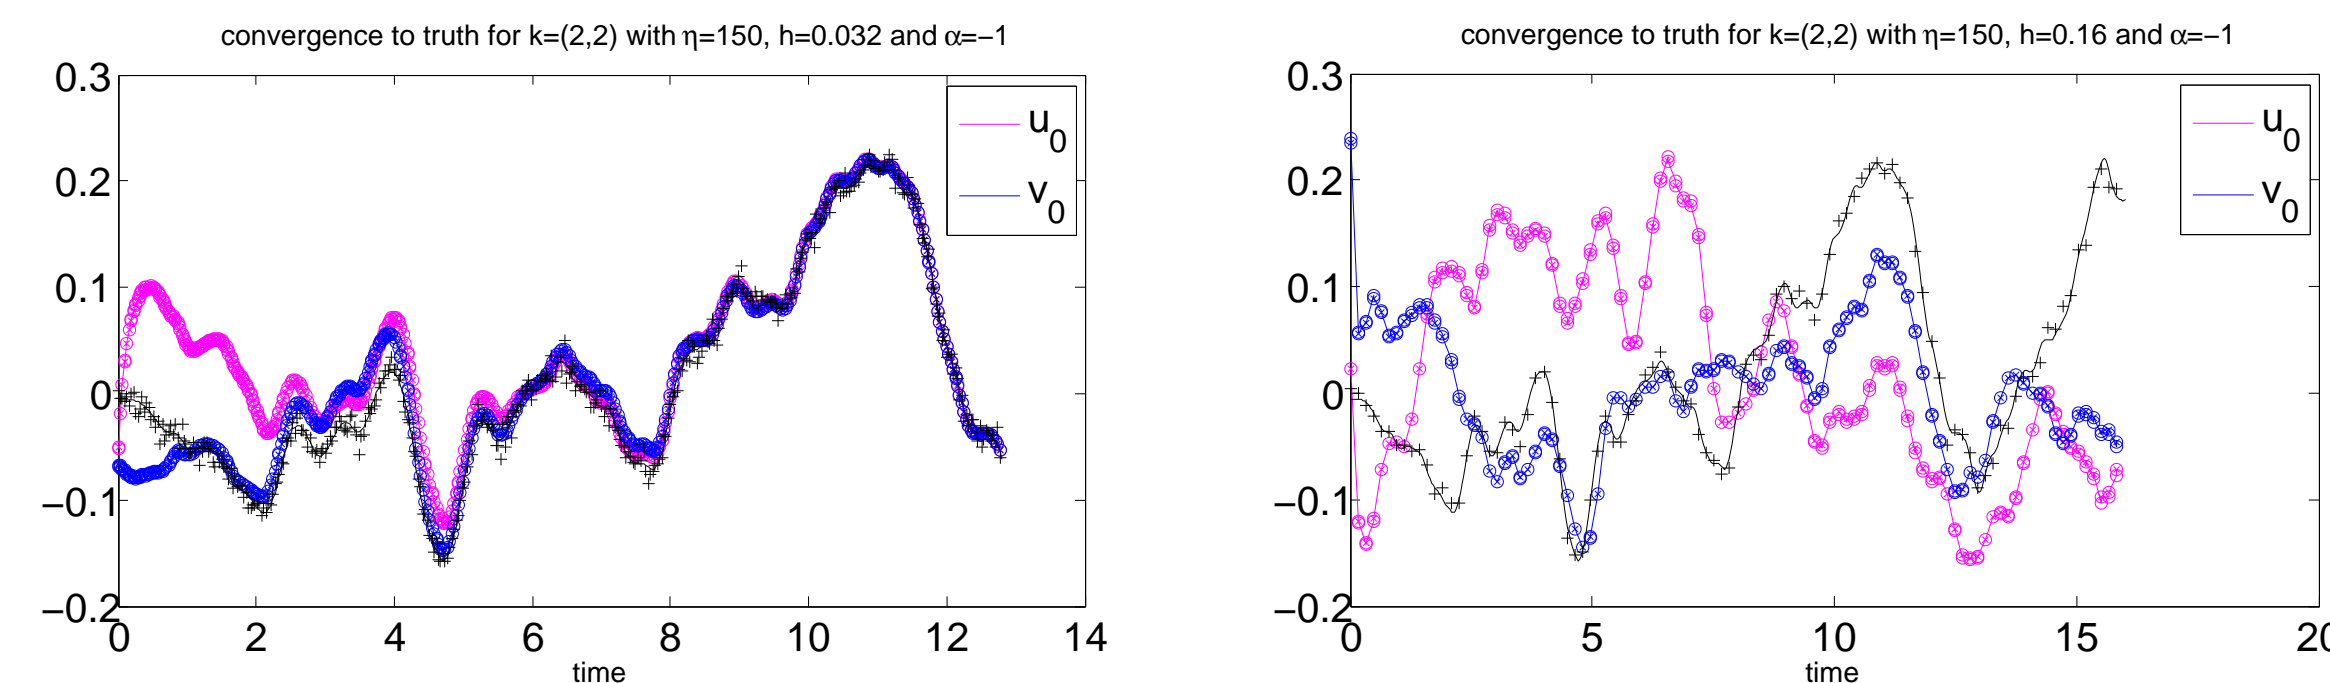 convergence to truth for k=(2,2) with η=150, h=0.032 and α=−1
0.3
0.2
0.1
0
−0.1
−0.2
0 2 4 6 8 10 12 14
time
u0
v0
convergence to truth for k=(2,2) with η=150, h=0.16 and α=−1
0.3
0.2
0.1
0
−0.1
−0.2
0 5 10 15 20
time
u0
v0